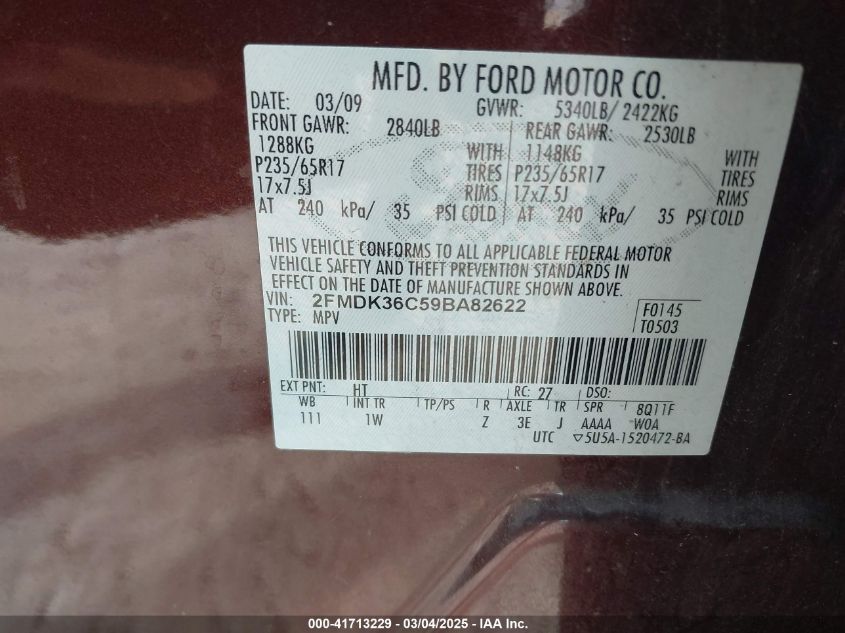 MFD. BY FORD MOTOR CO.
DATE: 03/09 GVWR: 5340LB/ 2422KG
FRONT GAWR: 2840LB REAR GAWR: 2530LB
1288KG WITH 1148KG WITH
P235/65R17 TIRES P235/65R17 TIRES
17x7.5J RIMS 17x7.5J RIMS
AT 240 kPa/ 35 PSI COLD AT 240 kPa/ 35 PSI COLD
THIS VEHICLE CONFORMS TO ALL APPLICABLE FEDERAL MOTOR
VEHICLE SAFETY AND THEFT PREVENTION STANDARDS IN
EFFECT ON THE DATE OF MANUFACTURE SHOWN ABOVE.
VIN: 2FMDK36C59BA82622 F0145
TYPE: MPV T0503
EXT PNT: HT RC: 27 DSO:
WB INT TR TP/PS R AXLE TR SPR 8Q11F
111 1W Z 3E J AAAA W0A
UTC ▽5U5A-1520472-BA
000-41713229 - 03/04/2025 - IAA Inc.